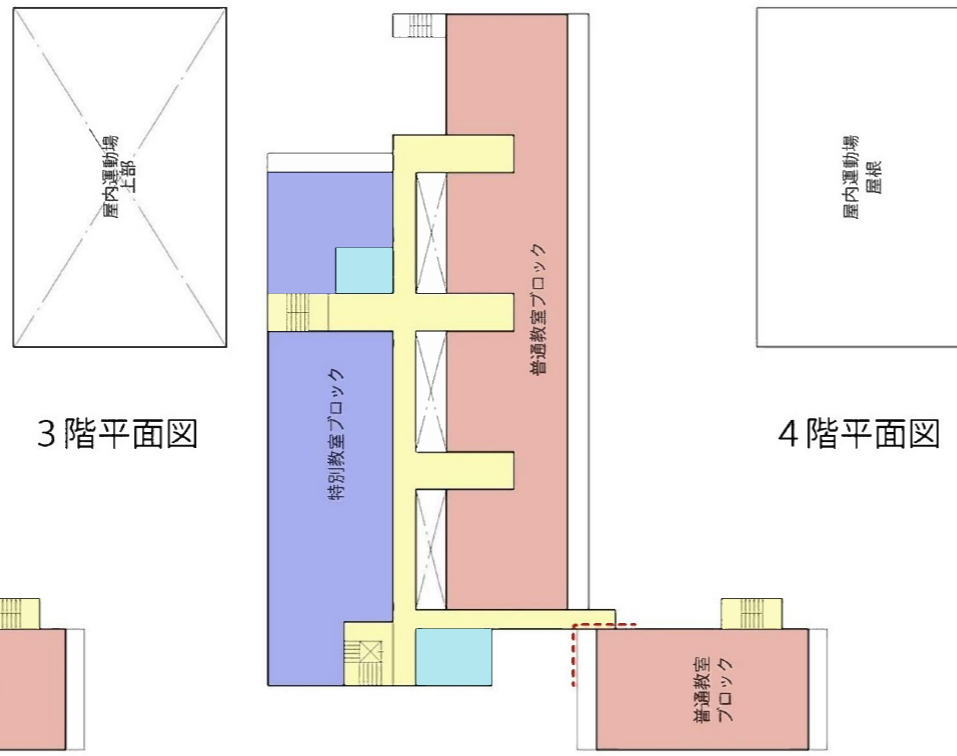 屋内運動場
上部
３階平面図
特別教室ブロック
普通教室ブロック
屋内運動場
屋根
４階平面図
普通教室
ブロック